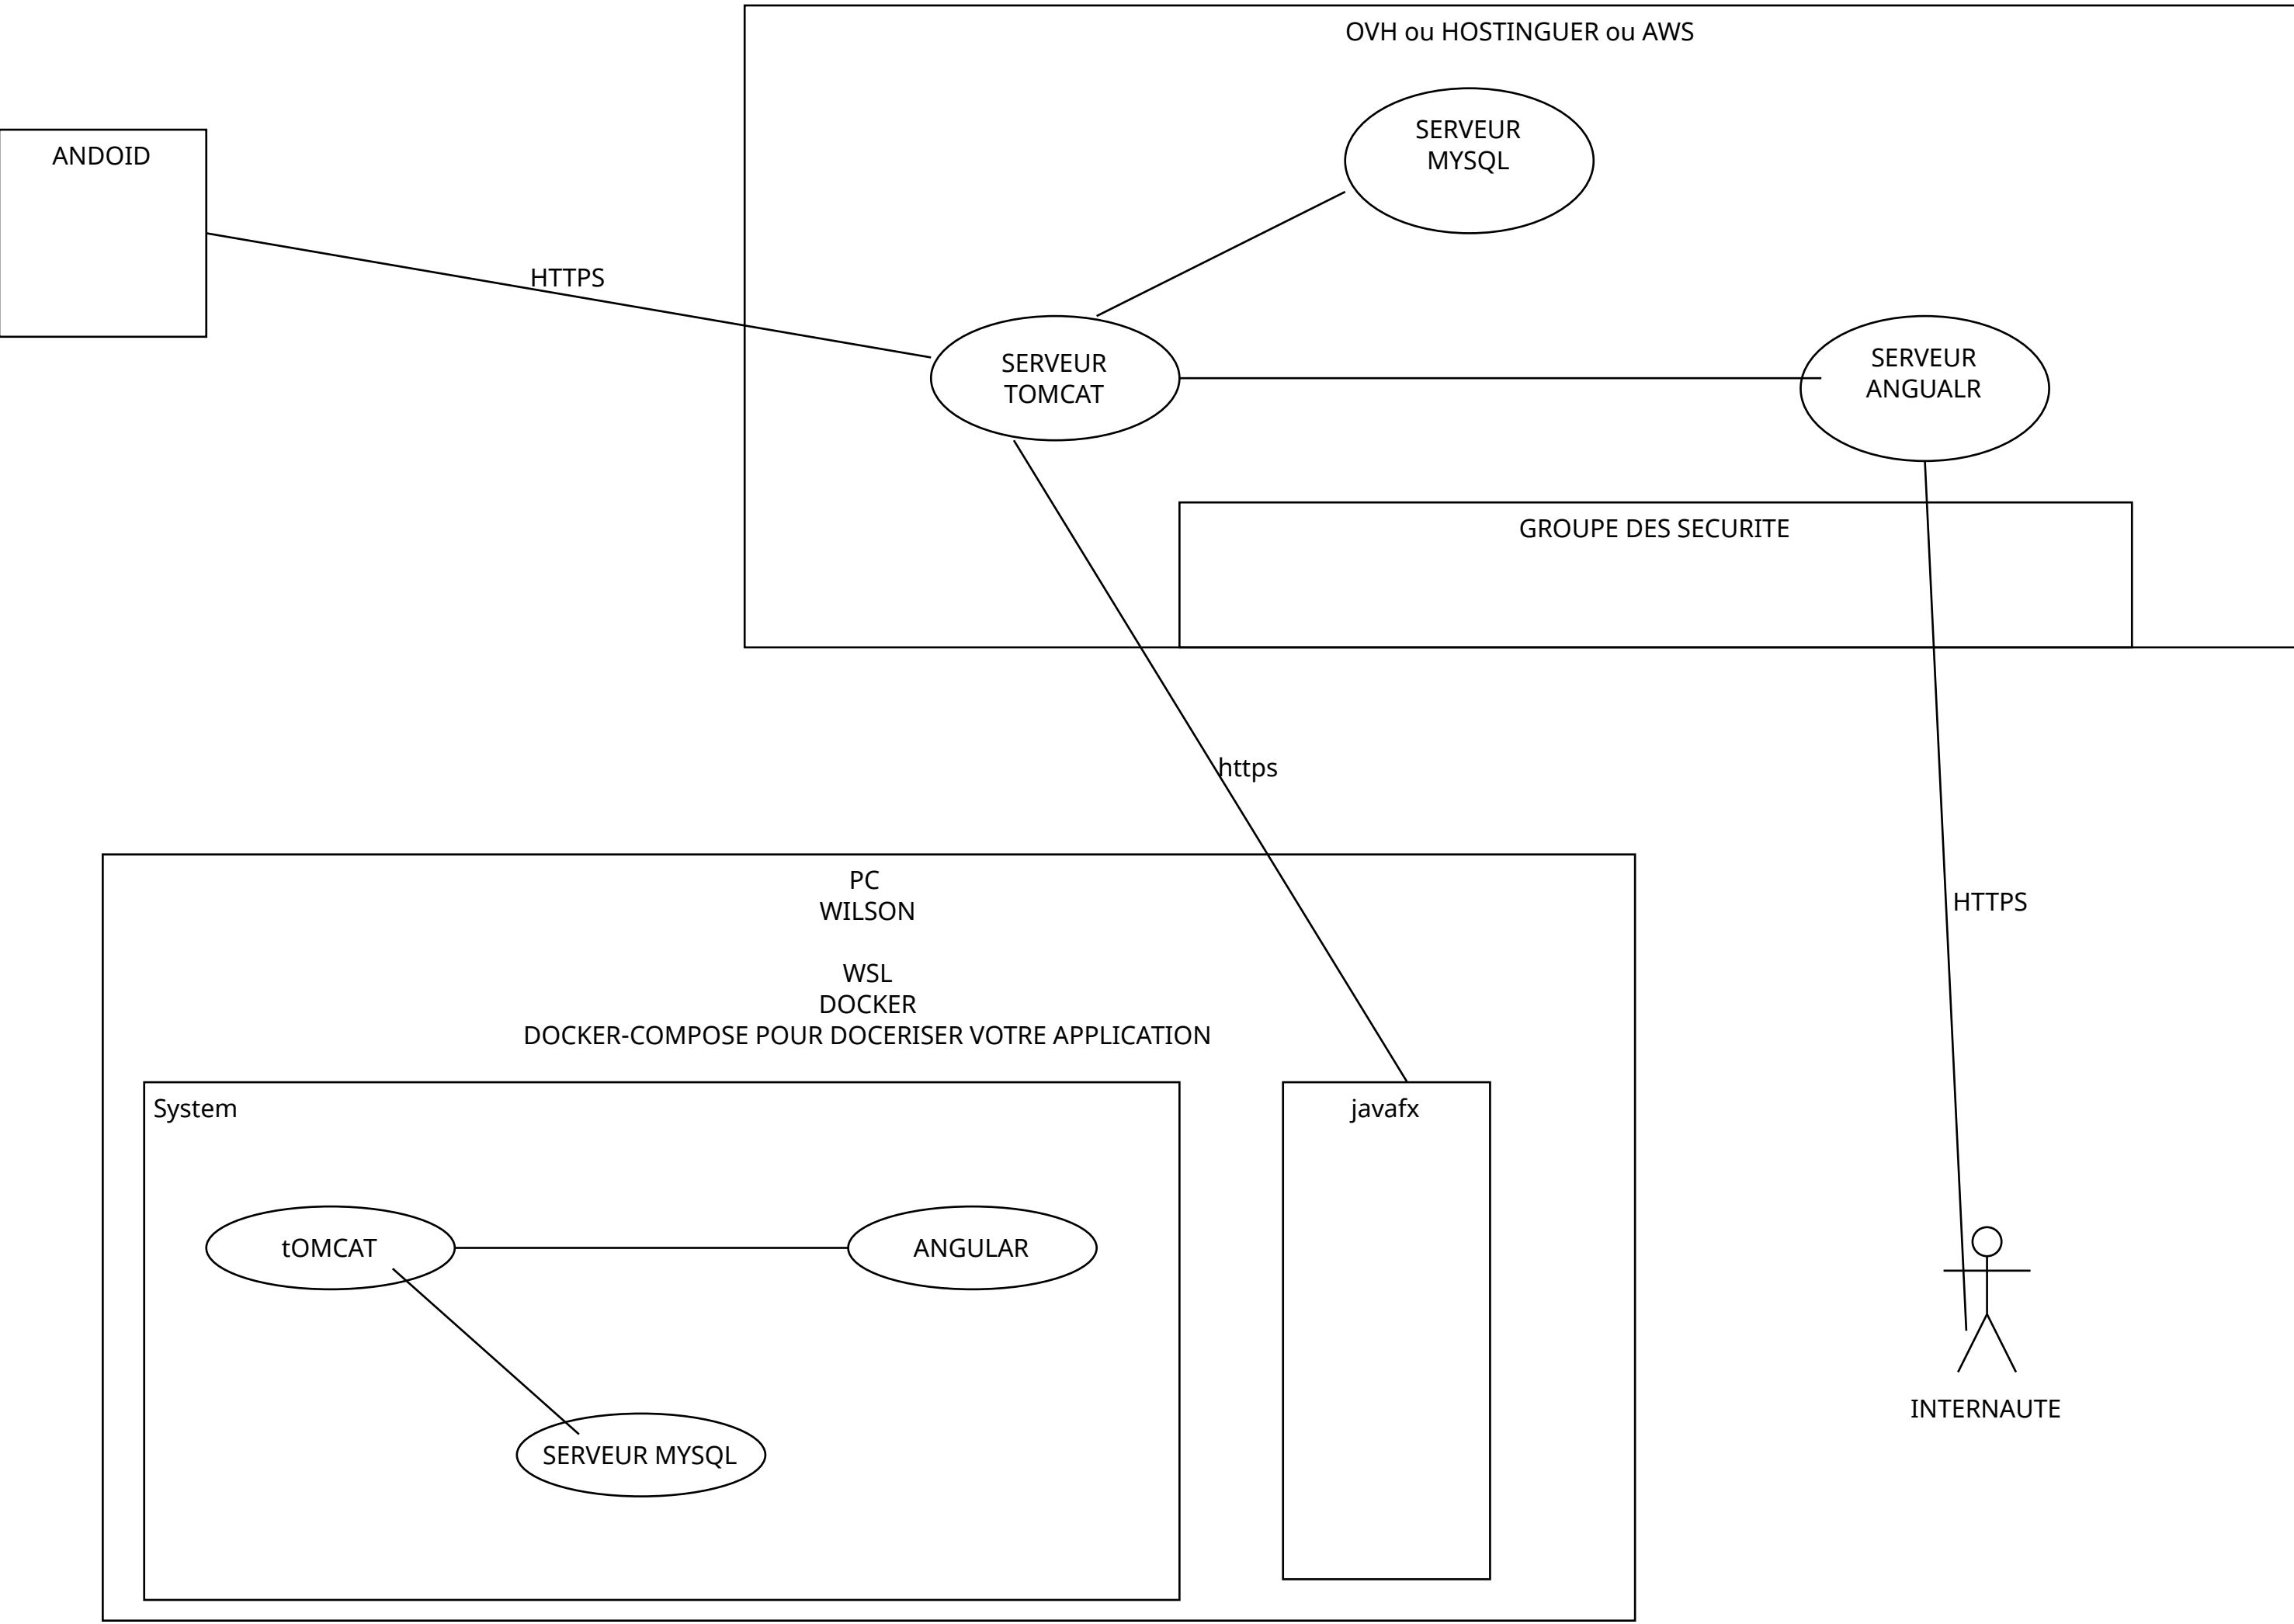 OVH ou HOSTINGUER ou AWS
SERVEUR
MYSQL
ANDOID
HTTPS
SERVEUR
TOMCAT
SERVEUR
ANGUALR
GROUPE DES SECURITE
https
PC
WILSON
WSL
DOCKER
DOCKER-COMPOSE POUR DOCERISER VOTRE APPLICATION
HTTPS
System
javafx
tOMCAT
ANGULAR
SERVEUR MYSQL
INTERNAUTE